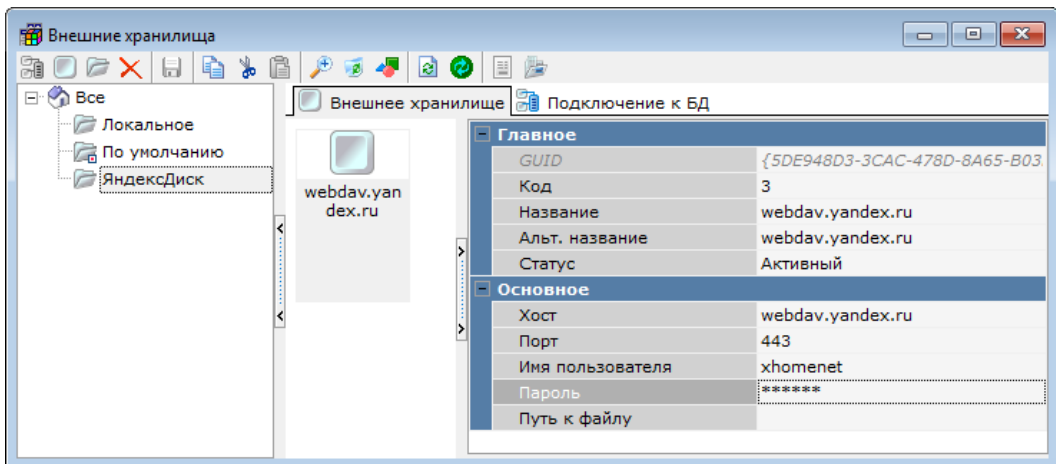 Внешние хранилища
Все
Локальное
По умолчанию
ЯндексДиск
Внешнее хранилище
Подключение к БД
webdav.yan
dex.ru
Главное
GUID {5DE948D3-3CAC-478D-8A65-B03.
Код 3
Название webdav.yandex.ru
Альт. название webdav.yandex.ru
Статус Активный
Основное
Хост webdav.yandex.ru
Порт 443
Имя пользователя xhomenet
Пароль ******
Путь к файлу